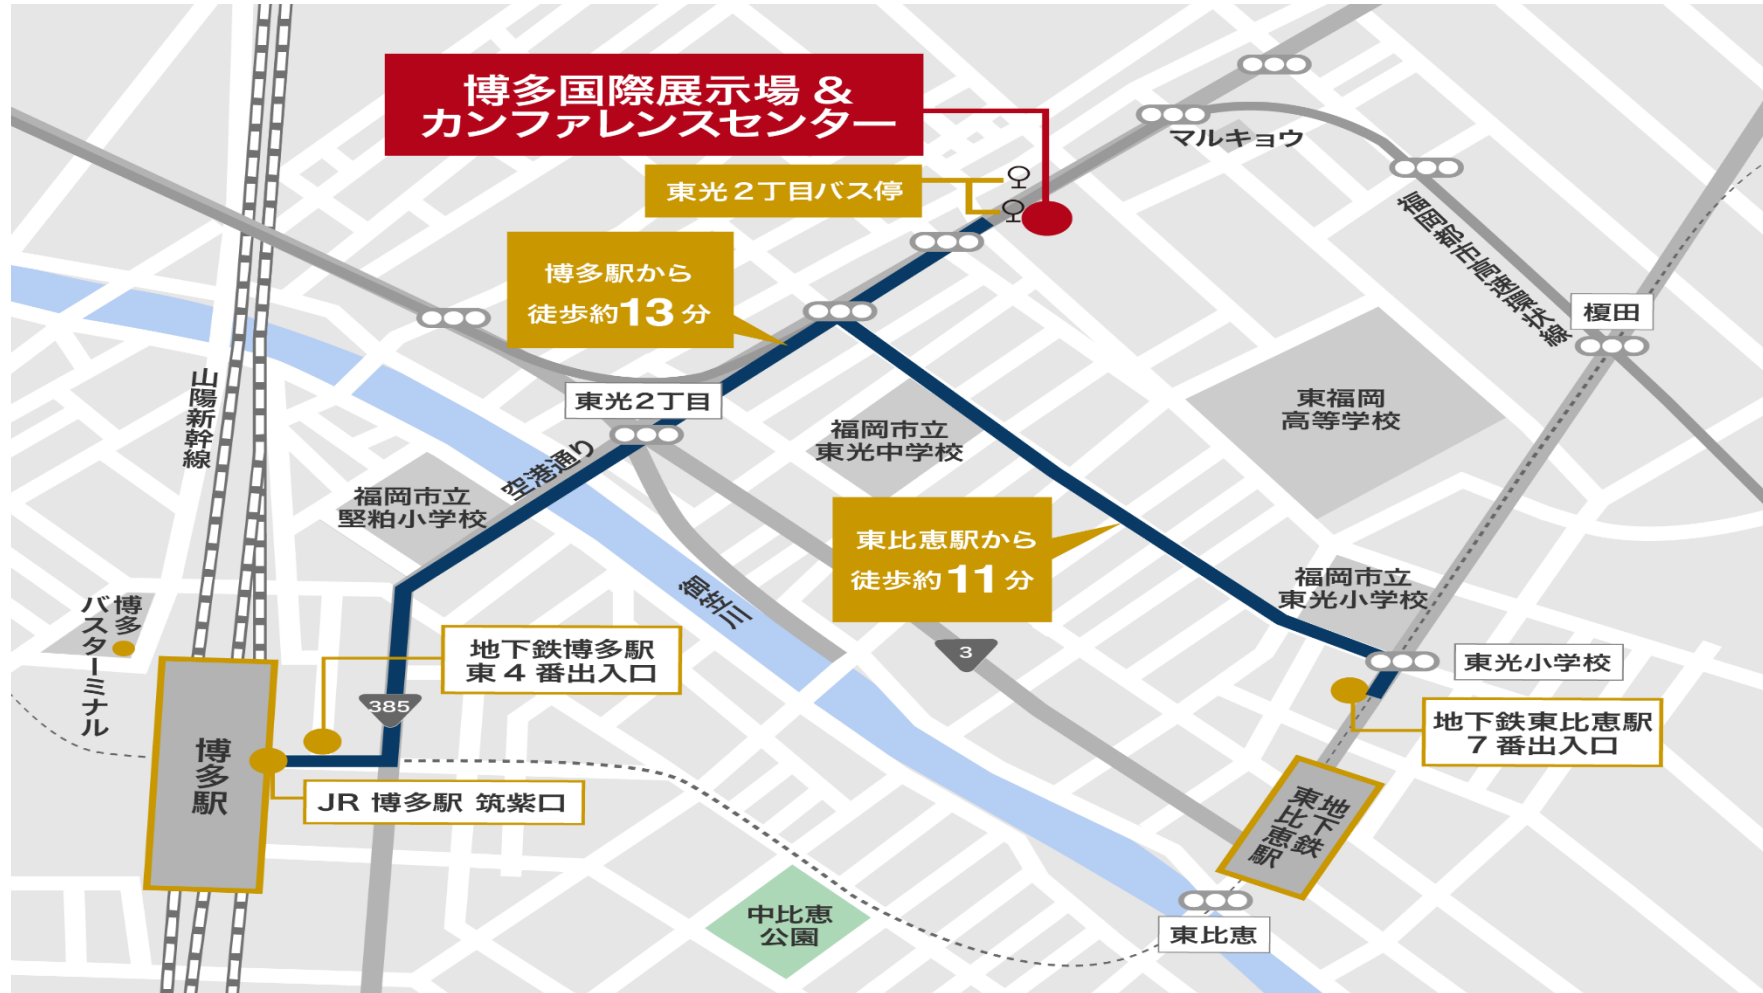 博多国際展示場 &
カンファレンスセンター
東光2丁目バス停
マルキョウ
福岡都市高速環状線
博多駅から
徒歩約13分
榎田
山陽新幹線
東光2丁目
空港通り
福岡市立
東光中学校
東福岡
高等学校
福岡市立
堅粕小学校
東比恵駅から
徒歩約11分
福岡市立
東光小学校
御笠川
博多
バスターミナル
地下鉄博多駅
東4番出入口
3
東光小学校
385
地下鉄東比恵駅
7番出入口
博多駅
JR 博多駅 筑紫口
地下鉄
東比恵駅
中比恵
公園
東比恵